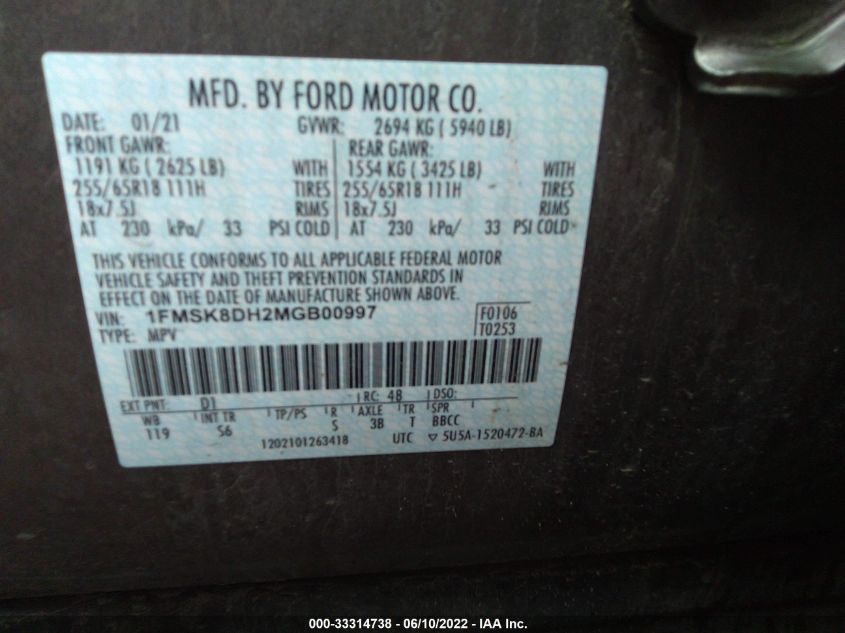 MFD. BY FORD MOTOR CO.
DATE: 01/21 GVWR: 2694 KG ( 5940 LB)
FRONT GAWR: REAR GAWR:
1191 KG ( 2625 LB) WITH 1554 KG ( 3425 LB) WITH
255/65R18 111H TIRES 255/65R18 111H TIRES
18x7.5J RIMS 18x7.5J RIMS
AT 230 kPa/ 33 PSI COLD AT 230 kPa/ 33 PSI COLD
THIS VEHICLE CONFORMS TO ALL APPLICABLE FEDERAL MOTOR
VEHICLE SAFETY AND THEFT PREVENTION STANDARDS IN
EFFECT ON THE DATE OF MANUFACTURE SHOWN ABOVE.
VIN: 1FMSK8DH2MGB00997 F0106
TYPE: MPV T0253
EXT PNT: D1 RC: 48 DSO:
WB INT TR TP/PS R AXLE TR SPR
119 S6 S 3B T BBCC
1202101263418 UTC ▽ 5U5A-1520472-BA
000-33314738 - 06/10/2022 - IAA Inc.